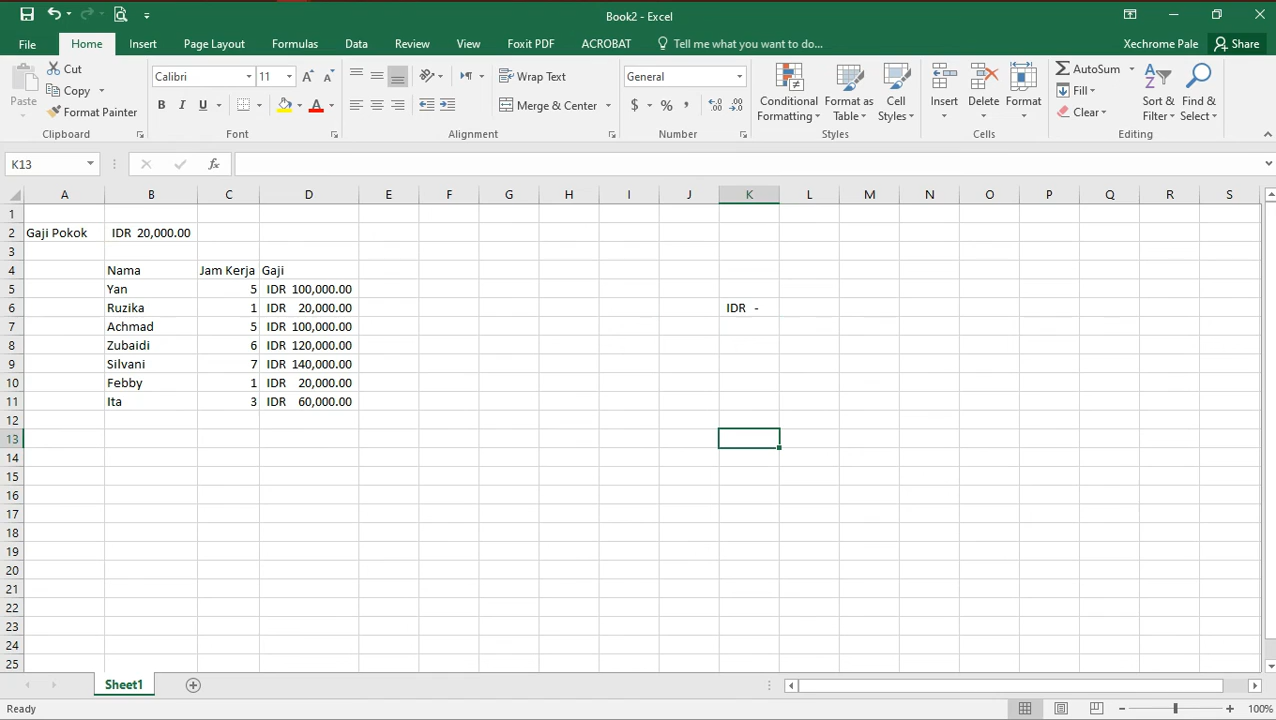 Book2 - Excel
File Home Insert Page Layout Formulas Data Review View Foxit PDF ACROBAT Tell me what you want to do... Xechrome Pale Share
Paste Cut Copy Format Painter Clipboard
Calibri 11 A A B I U A Font
Wrap Text Merge & Center Alignment
General $ % , Number
Conditional Formatting Format as Table Cell Styles Styles
Insert Delete Format Cells
AutoSum Fill Clear Sort & Filter Find & Select Editing
K13 fx
A B C D E F G H I J K L M N O P Q R S
1
2 Gaji Pokok IDR 20,000.00
3
4 Nama Jam Kerja Gaji
5 Yan 5 IDR 100,000.00
6 Ruzika 1 IDR 20,000.00 IDR -
7 Achmad 5 IDR 100,000.00
8 Zubaidi 6 IDR 120,000.00
9 Silvani 7 IDR 140,000.00
10 Febby 1 IDR 20,000.00
11 Ita 3 IDR 60,000.00
12
13
14
15
16
17
18
19
20
21
22
23
24
25
Sheet1
Ready 100%